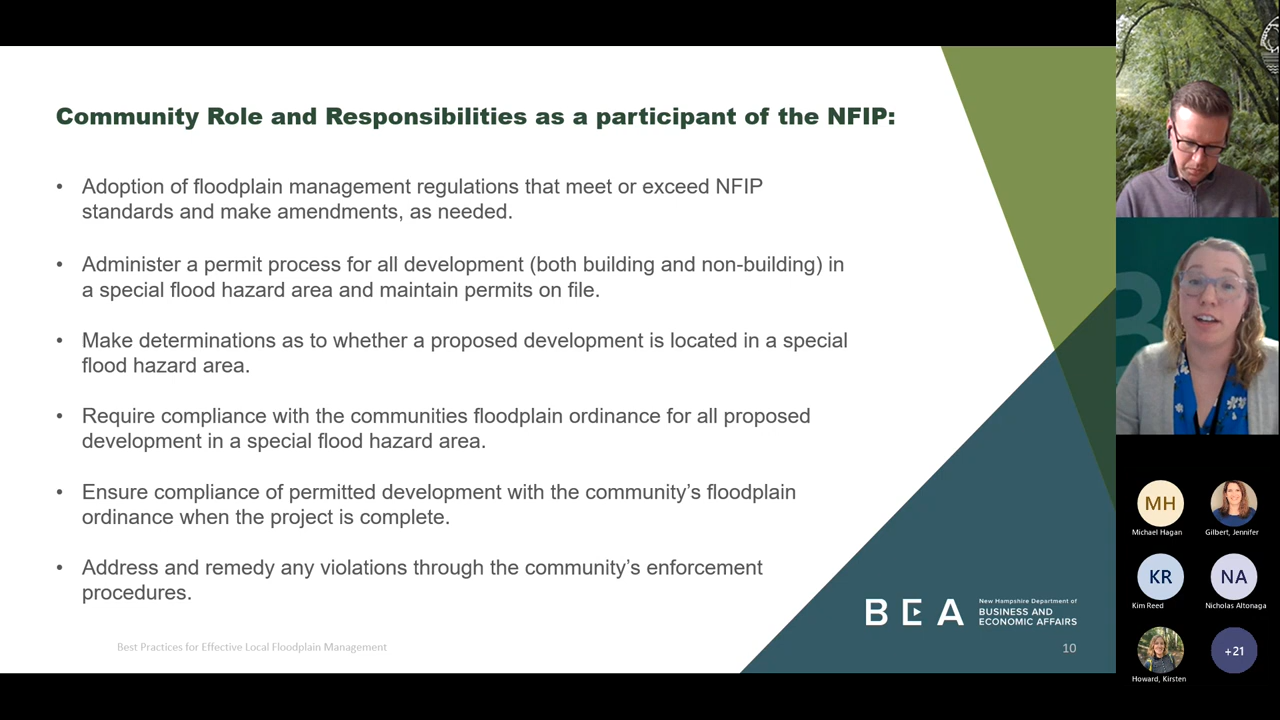 Community Role and Responsibilities as a participant of the NFIP:
• Adoption of floodplain management regulations that meet or exceed NFIP
standards and make amendments, as needed.
• Administer a permit process for all development (both building and non-building) in
a special flood hazard area and maintain permits on file.
• Make determinations as to whether a proposed development is located in a special
flood hazard area.
• Require compliance with the communities floodplain ordinance for all proposed
development in a special flood hazard area.
• Ensure compliance of permitted development with the community’s floodplain
ordinance when the project is complete.
• Address and remedy any violations through the community’s enforcement
procedures.
Best Practices for Effective Local Floodplain Management
BEA
New Hampshire Department of
BUSINESS AND
ECONOMIC AFFAIRS
10
MH
Michael Hagan
Gilbert, Jennifer
KR
Kim Reed
NA
Nicholas Altonaga
Howard, Kirsten
+21